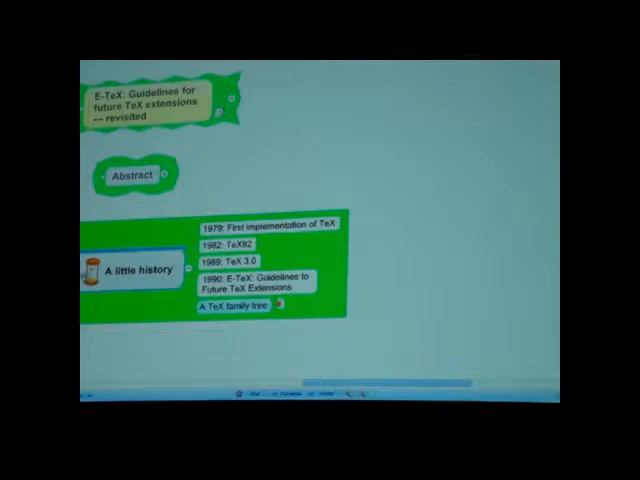 E-TeX: Guidelines for
future TeX extensions
— revisited
Abstract
A little history
1979: First implementation of TeX
1982: TeX82
1989: TeX 3.0
1990: E-TeX: Guidelines to
Future TeX Extensions
A TeX family tree